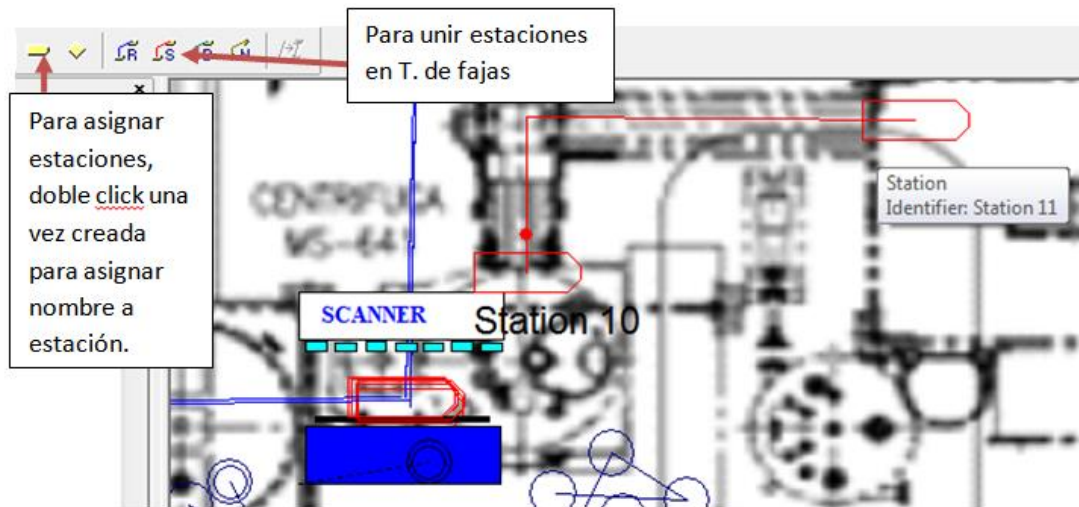 Para unir estaciones
en T. de fajas
R
S
B
N
x
Para asignar
estaciones,
doble click una
vez creada
para asignar
nombre a
estación.
CENTRIFUGA
Station
Identifier: Station 11
SCANNER
Station 10